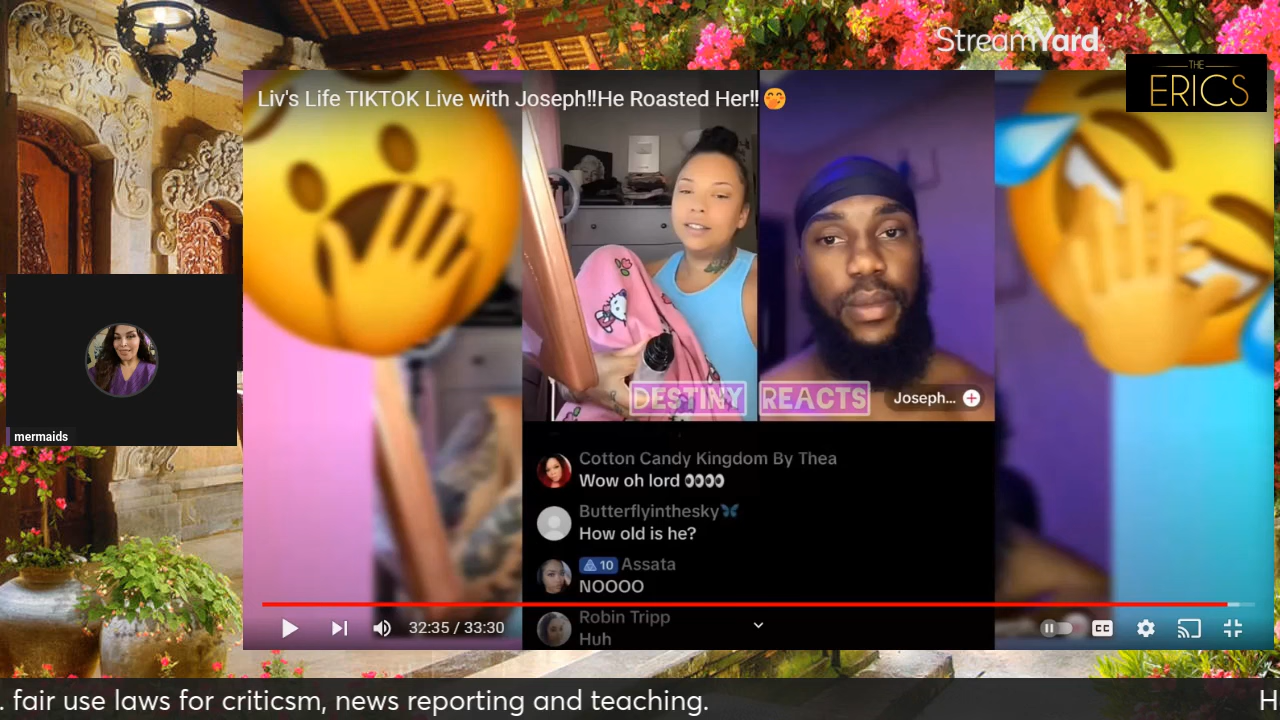 StreamYard
THE
ERICS
Liv's Life TIKTOK Live with Joseph!!He Roasted Her!!🤭
DESTINY REACTS
Joseph...
mermaids
Cotton Candy Kingdom By Thea
Wow oh lord 👀👀
Butterflyinthesky🦋
How old is he?
10 Assata
NOOOO
Robin Tripp
Huh
32:35 / 33:30
CC
. fair use laws for criticsm, news reporting and teaching.
H